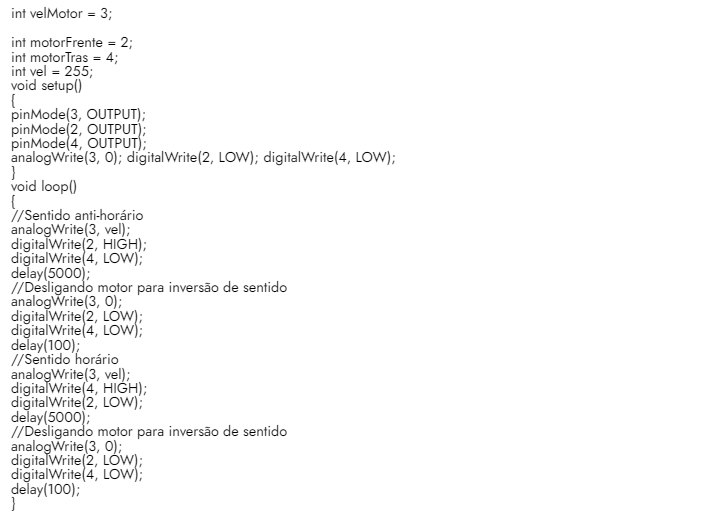 int velMotor = 3;
int motorFrente = 2;
int motorTras = 4;
int vel = 255;
void setup()
{
pinMode(3, OUTPUT);
pinMode(2, OUTPUT);
pinMode(4, OUTPUT);
analogWrite(3, 0); digitalWrite(2, LOW); digitalWrite(4, LOW);
}
void loop()
{
//Sentido anti-horário
analogWrite(3, vel);
digitalWrite(2, HIGH);
digitalWrite(4, LOW);
delay(5000);
//Desligando motor para inversão de sentido
analogWrite(3, 0);
digitalWrite(2, LOW);
digitalWrite(4, LOW);
delay(100);
//Sentido horário
analogWrite(3, vel);
digitalWrite(4, HIGH);
digitalWrite(2, LOW);
delay(5000);
//Desligando motor para inversão de sentido
analogWrite(3, 0);
digitalWrite(2, LOW);
digitalWrite(4, LOW);
delay(100);
}